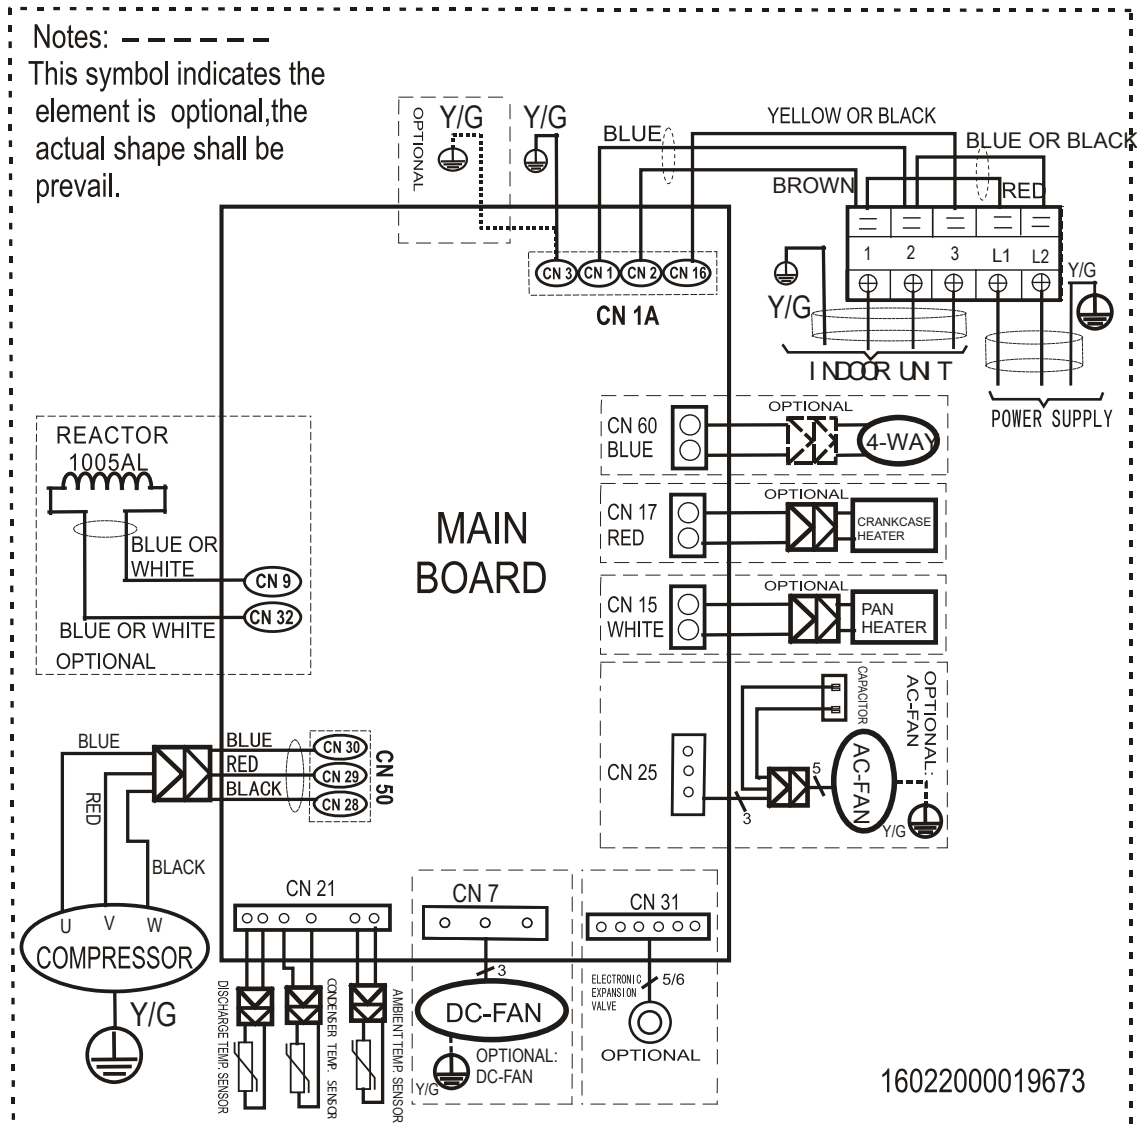 Notes:
This symbol indicates the
element is optional,the
actual shape shall be
prevail.
OPTIONAL
Y/G
Y/G
BLUE
YELLOW OR BLACK
BLUE OR BLACK
BROWN
RED
1
2
3
L1
L2
Y/G
Y/G
INDOOR UNIT
POWER SUPPLY
CN 3
CN 1
CN 2
CN 16
CN 1A
REACTOR
1005AL
BLUE OR
WHITE
CN 9
CN 32
BLUE OR WHITE
OPTIONAL
MAIN
BOARD
CN 60
BLUE
OPTIONAL
4-WAY
CN 17
RED
OPTIONAL
CRANKCASE
HEATER
CN 15
WHITE
OPTIONAL
PAN
HEATER
CN 25
3
5
CAPACITOR
AC-FAN
OPTIONAL:
AC-FAN
Y/G
BLUE
RED
BLACK
BLUE
RED
BLACK
CN 30
CN 29
CN 28
CN 50
U
V
W
COMPRESSOR
Y/G
CN 21
DISCHARGE TEMP. SENSOR
CONDENSER TEMP. SENSOR
AMBIENT TEMP. SENSOR
CN 7
3
DC-FAN
Y/G
OPTIONAL:
DC-FAN
CN 31
ELECTRONIC
EXPANSION
VALVE
5/6
OPTIONAL
16022000019673